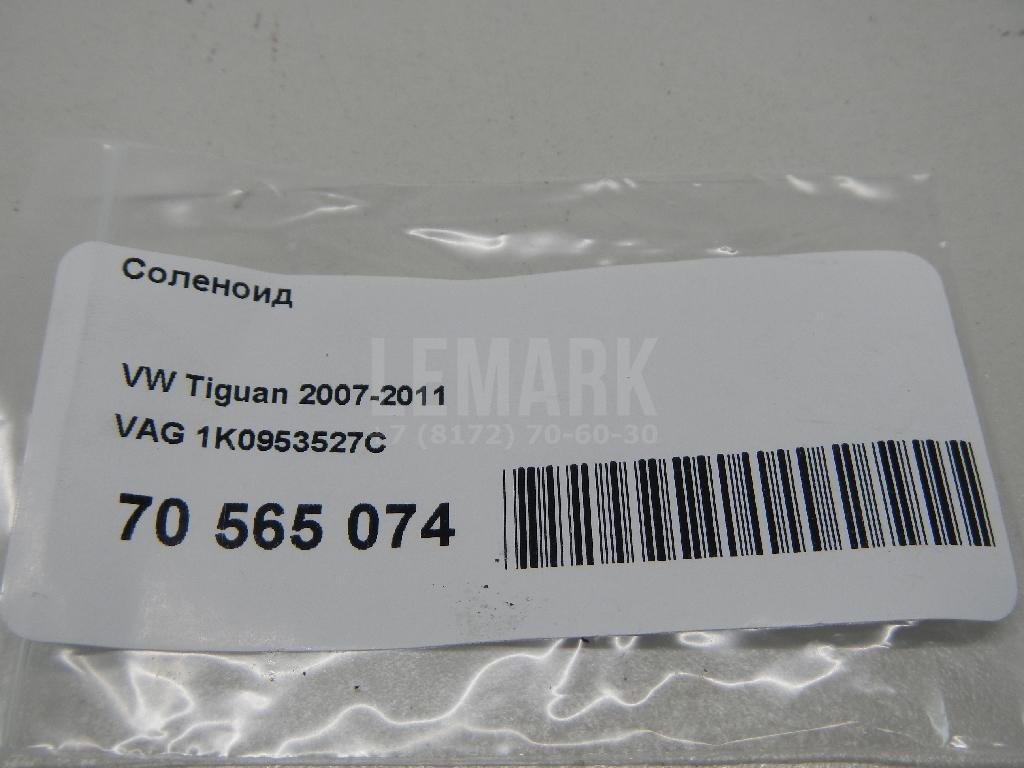 Соленоид
LEMARK
VW Tiguan 2007-2011
+7 (8172) 70-60-30
VAG 1K0953527C
70 565 074